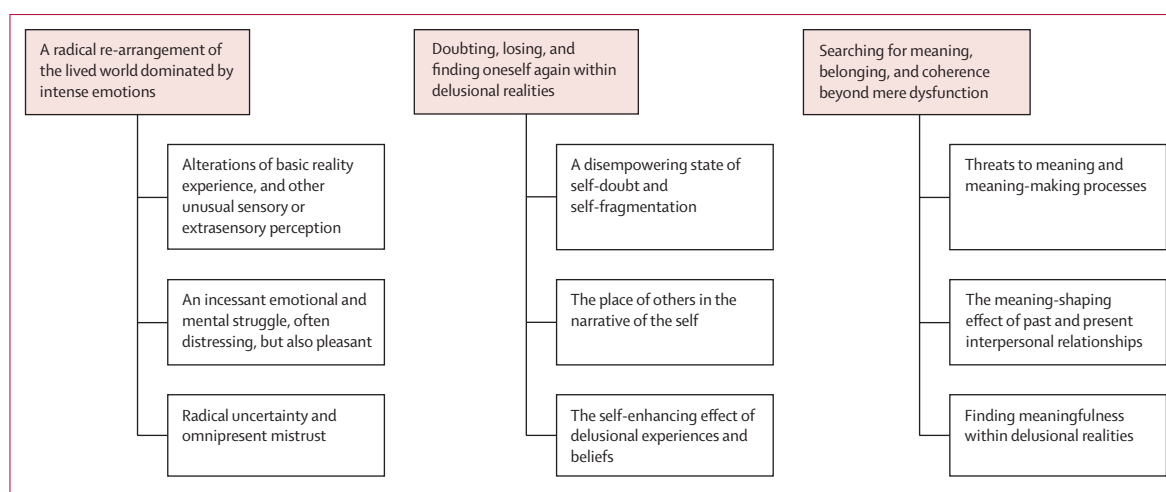 A radical re-arrangement of
the lived world dominated by
intense emotions
Alterations of basic reality
experience, and other
unusual sensory or
extrasensory perception
An incessant emotional and
mental struggle, often
distressing, but also pleasant
Radical uncertainty and
omnipresent mistrust
Doubting, losing, and
finding oneself again within
delusional realities
A disempowering state of
self-doubt and
self-fragmentation
The place of others in the
narrative of the self
The self-enhancing effect of
delusional experiences and
beliefs
Searching for meaning,
belonging, and coherence
beyond mere dysfunction
Threats to meaning and
meaning-making processes
The meaning-shaping
effect of past and present
interpersonal relationships
Finding meaningfulness
within delusional realities